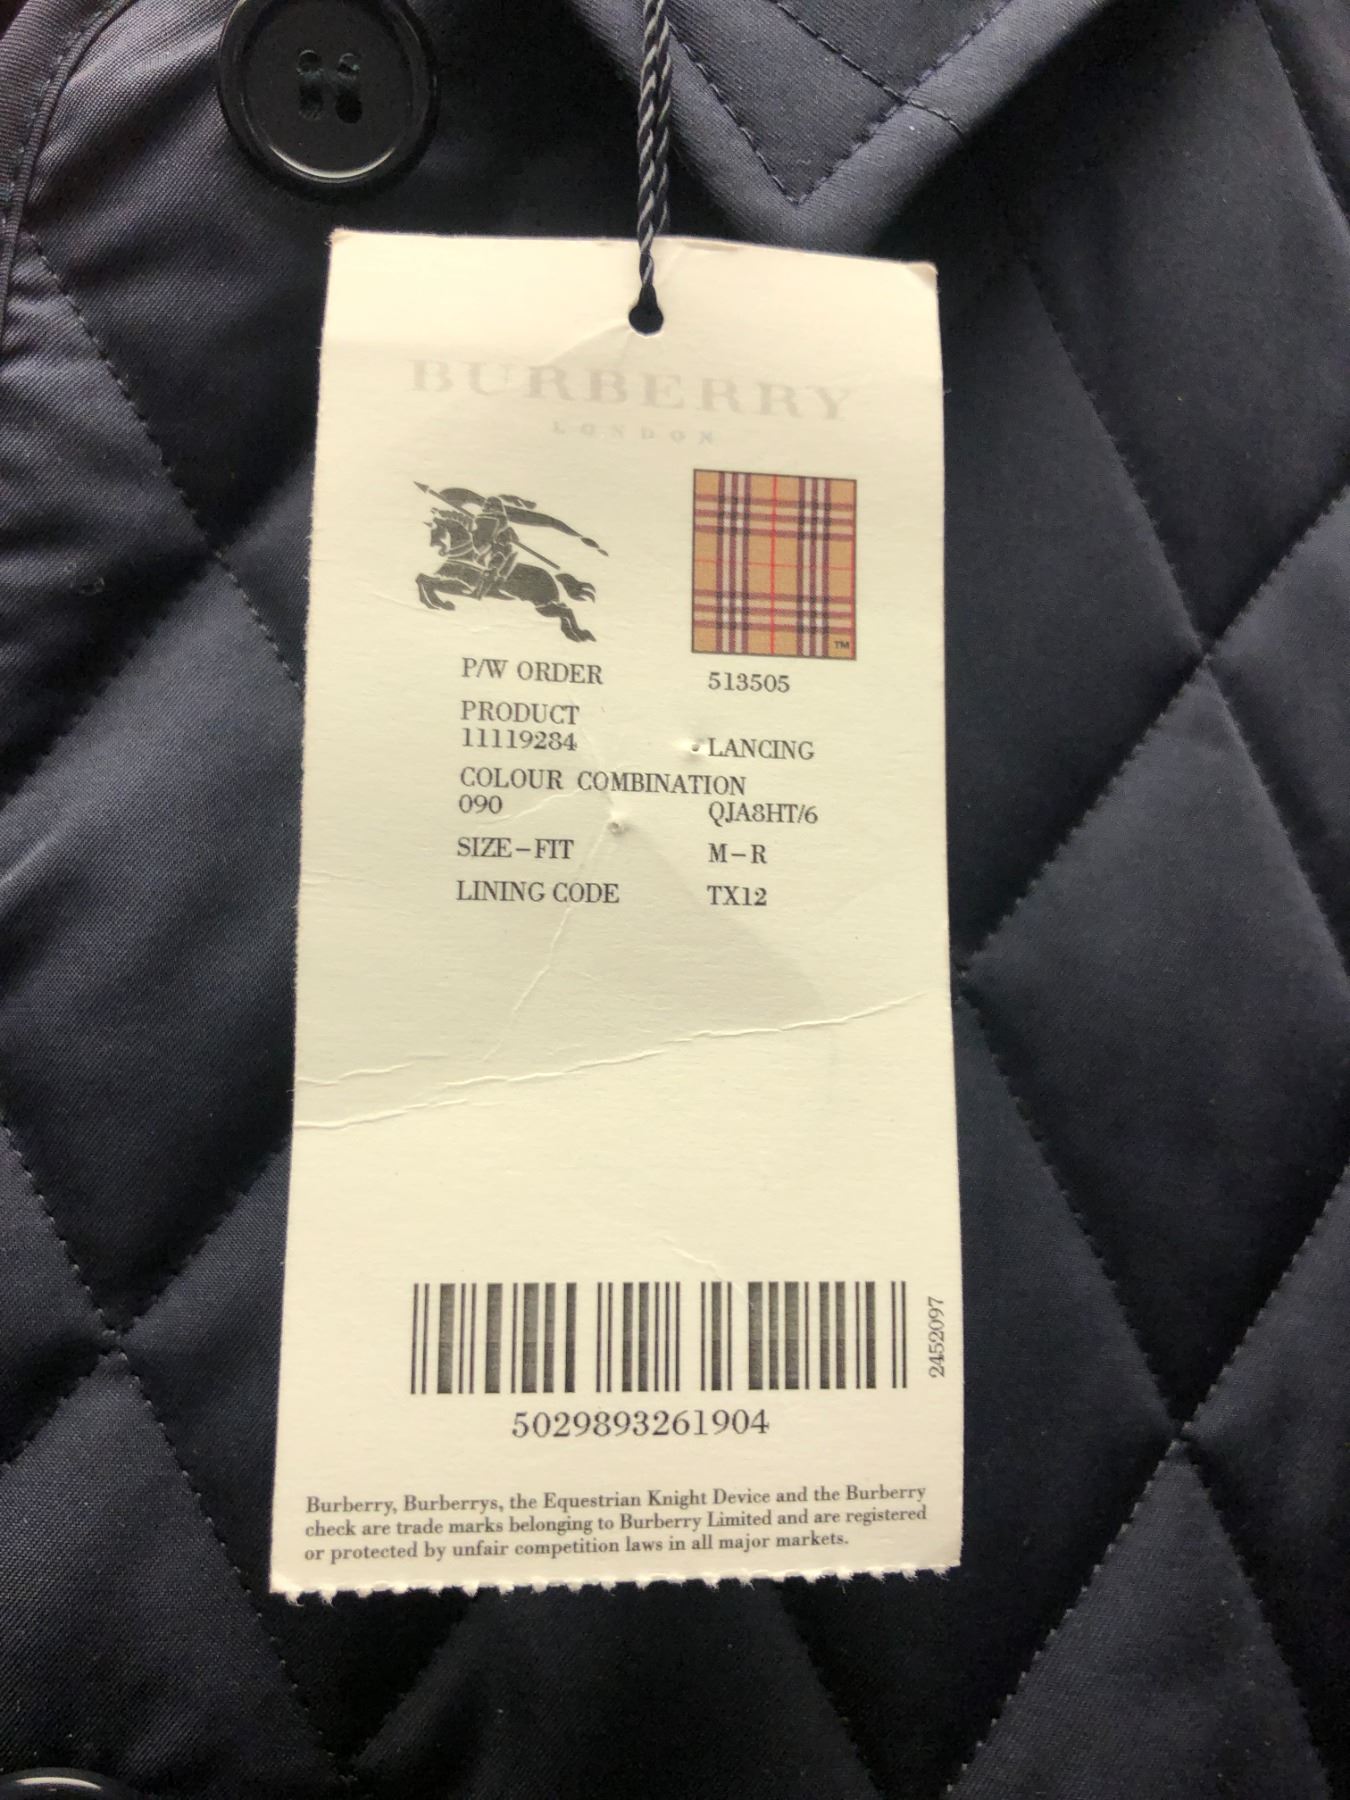 BURBERRY
LONDON
TM
P/W ORDER 513505
PRODUCT
11119284 LANCING
COLOUR COMBINATION
090 QJA8HT/6
SIZE-FIT M-R
LINING CODE TX12
2452097
5029893261904
Burberry, Burberrys, the Equestrian Knight Device and the Burberry
check are trade marks belonging to Burberry Limited and are registered
or protected by unfair competition laws in all major markets.